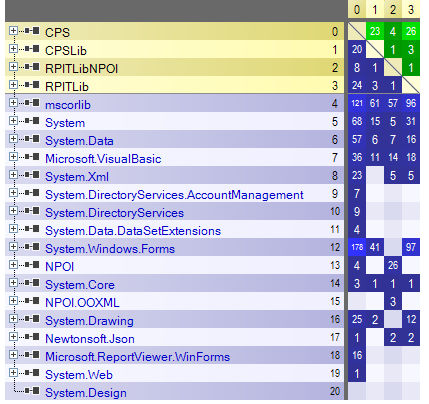 0 1 2 3
CPS 0 23 4 26
CPSLib 1 20 1 3
RPITLibNPOI 2 8 1 1
RPITLib 3 24 3 1
mscorlib 4 121 61 57 96
System 5 68 15 5 31
System.Data 6 57 6 7 16
Microsoft.VisualBasic 7 36 11 14 18
System.Xml 8 23 5 5
System.DirectoryServices.AccountManagement 9 7
System.DirectoryServices 10 9
System.Data.DataSetExtensions 11 4
System.Windows.Forms 12 178 41 97
NPOI 13 4 26
System.Core 14 3 1 1 1
NPOI.OOXML 15 3
System.Drawing 16 25 2 12
Newtonsoft.Json 17 1 2 2
Microsoft.ReportViewer.WinForms 18 16
System.Web 19 1
System.Design 20